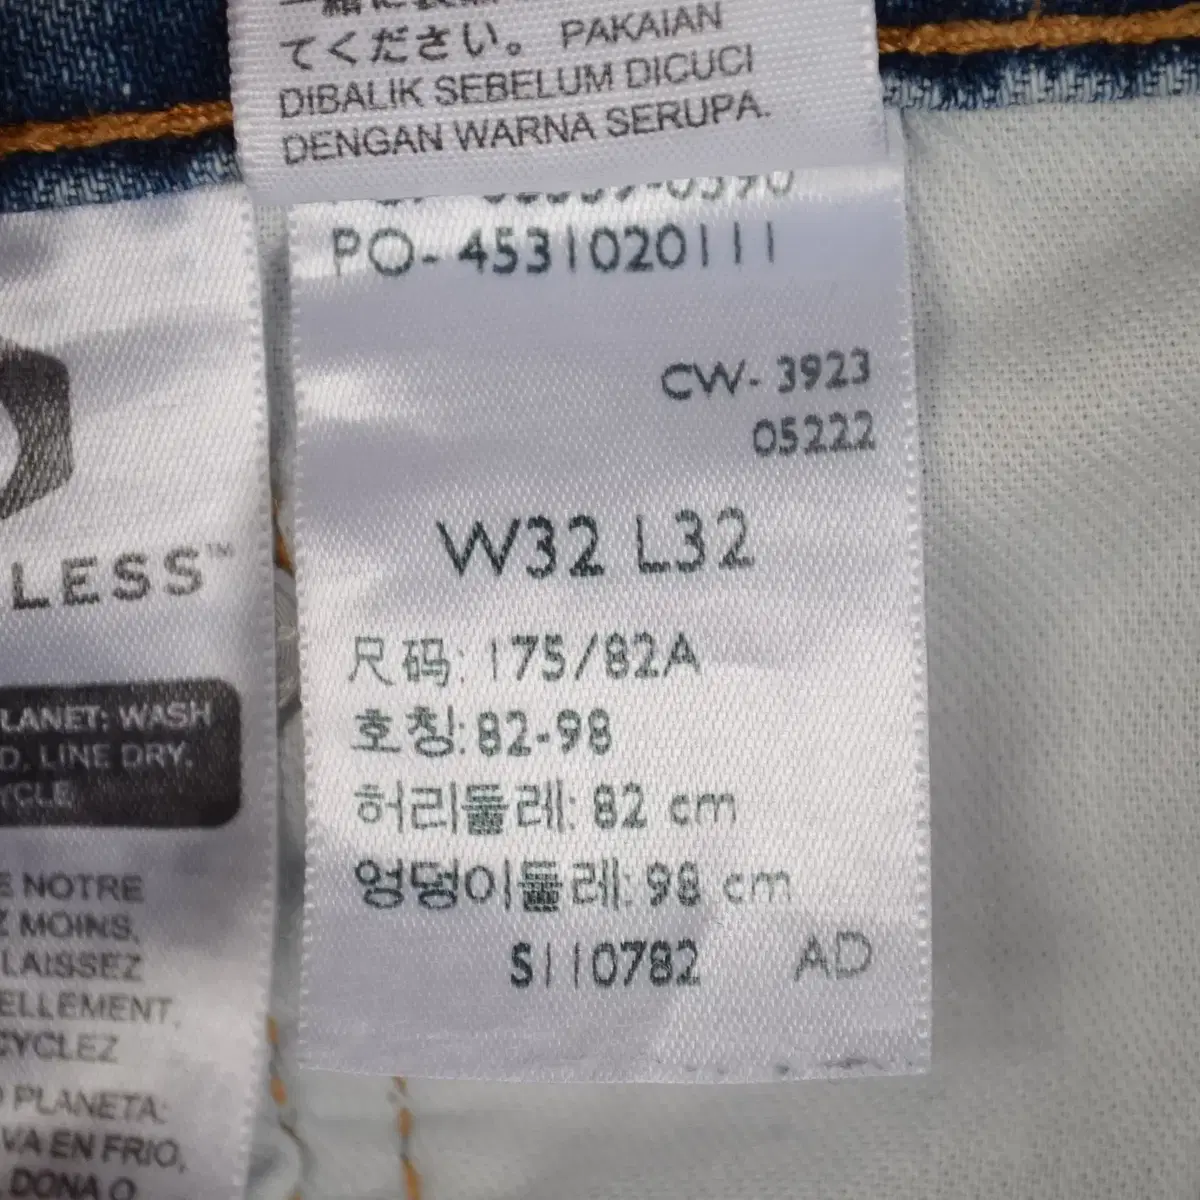 てください。 PAKAIAN
DIBALIK SEBELUM DICUCI
DENGAN WARNA SERUPA.
PO- 4531020111
CW- 3923
05222
W32 L32
尺码: 175/82A
호칭: 82-98
허리둘레: 82 cm
엉덩이둘레: 98 cm
S110782 AD
LESS™
LANET: WASH
D. LINE DRY.
YCLE
E NOTRE
Z MOINS,
LAISSEZ
ELLEMENT,
CYCLEZ
PLANETA:
VA EN FRIO,
DONA O